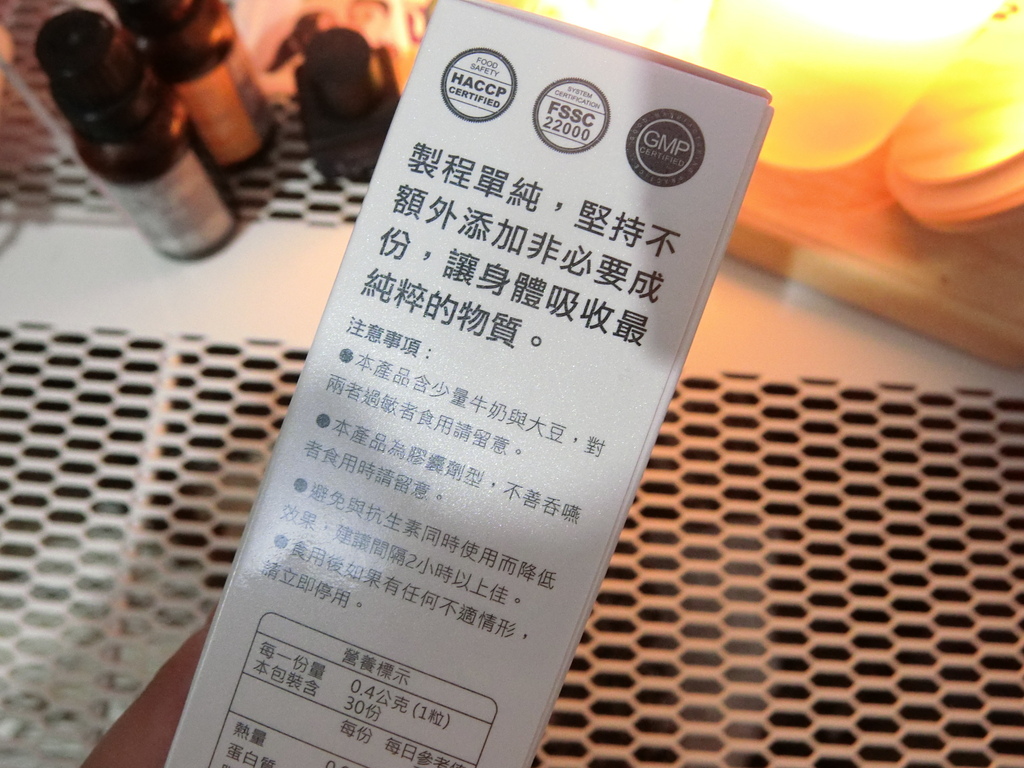 FOOD
SAFETY
HACCP
CERTIFIED
SYSTEM
CERTIFICATION
FSSC
22000
GMP
CERTIFIED
製程單純，堅持不
額外添加非必要成
份，讓身體吸收最
純粹的物質。
注意事項：
●本產品含少量牛奶與大豆，對
兩者過敏者食用請留意。
●本產品為膠囊劑型，不善吞嚥
者食用時請留意。
●避免與抗生素同時使用而降低
效果，建議間隔2小時以上佳。
●食用後如果有任何不適情形，
請立即停用。
營養標示
每一份量 0.4公克 (1粒)
本包裝含 30份
每份 每日參考值
熱量
蛋白質